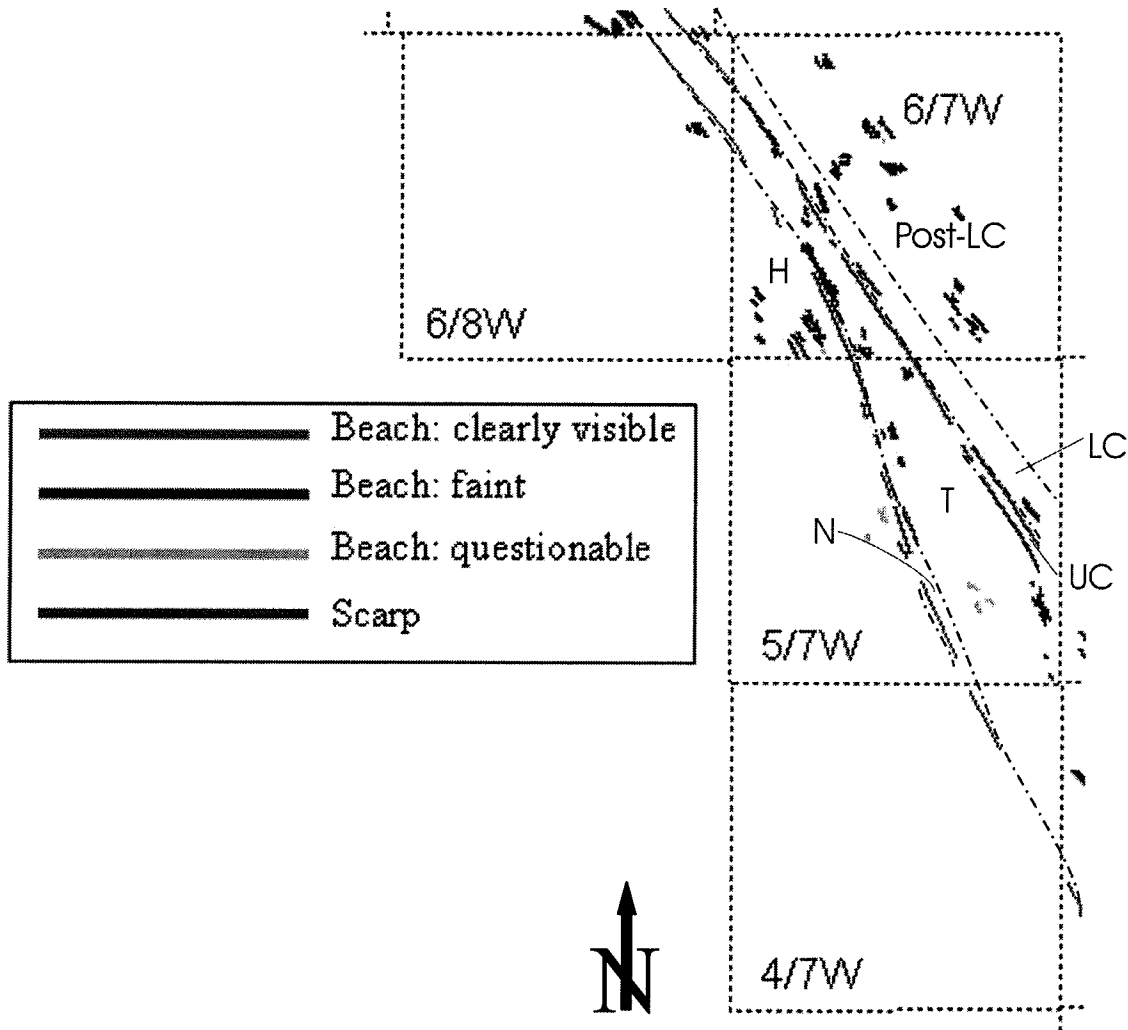 6/7W
Post-LC
H
6/8W
Beach: clearly visible
Beach: faint
Beach: questionable
Scarp
LC
T
N
UC
5/7W
N
4/7W